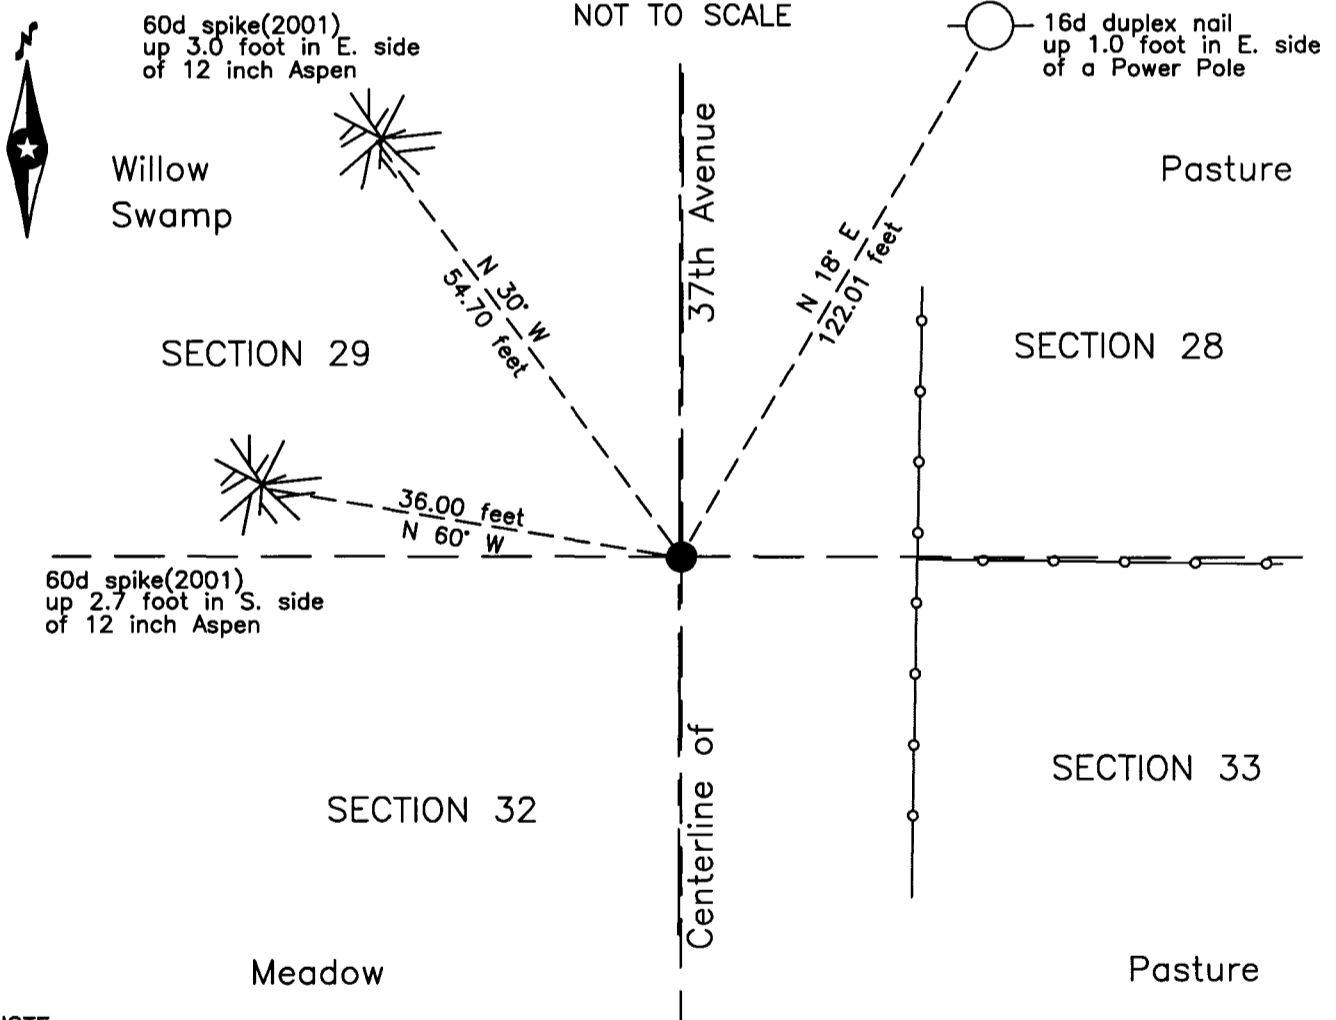 NOT TO SCALE
N
60d spike(2001)
up 3.0 foot in E. side
of 12 inch Aspen
16d duplex nail
up 1.0 foot in E. side
of a Power Pole
Willow
Swamp
37th Avenue
Pasture
N 30° W
54.70 feet
N 18° E
122.01 feet
SECTION 29
SECTION 28
36.00 feet
N 60° W
60d spike(2001)
up 2.7 foot in S. side
of 12 inch Aspen
SECTION 32
Centerline of
SECTION 33
Meadow
Pasture